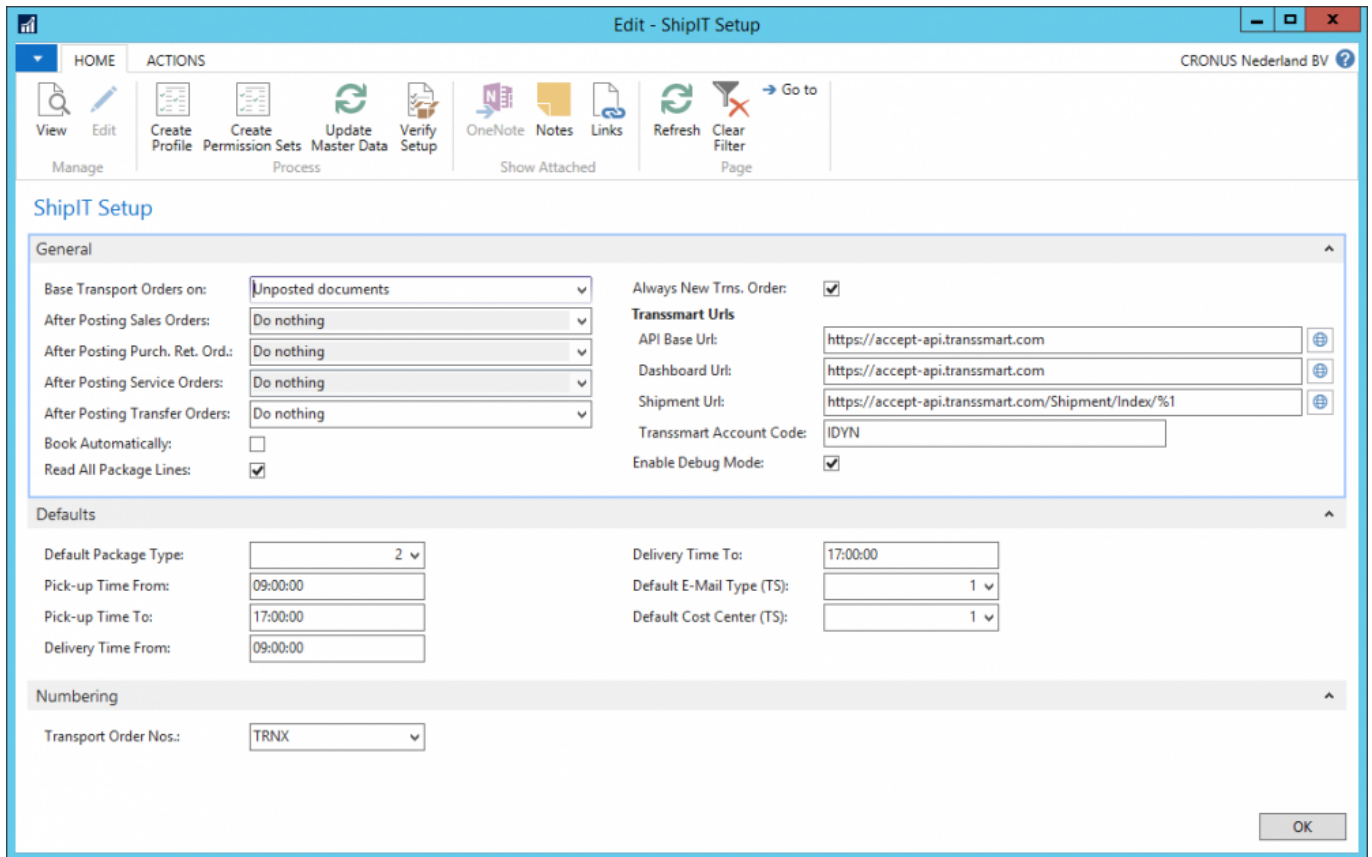 Edit - ShipIT Setup
HOME ACTIONS CRONUS Nederland BV
View Edit Create Profile Create Permission Sets Update Master Data Verify Setup OneNote Notes Links Refresh Clear Filter Go to
Manage Process Show Attached Page
ShipIT Setup
General
Base Transport Orders on: Unposted documents
After Posting Sales Orders: Do nothing
After Posting Purch. Ret. Ord.: Do nothing
After Posting Service Orders: Do nothing
After Posting Transfer Orders: Do nothing
Book Automatically:
Read All Package Lines:
Always New Trns. Order:
Transsmart Urls
API Base Url: https://accept-api.transsmart.com
Dashboard Url: https://accept-api.transsmart.com
Shipment Url: https://accept-api.transsmart.com/Shipment/Index/%1
Transsmart Account Code: IDYN
Enable Debug Mode:
Defaults
Default Package Type: 2
Pick-up Time From: 09:00:00
Pick-up Time To: 17:00:00
Delivery Time From: 09:00:00
Delivery Time To: 17:00:00
Default E-Mail Type (TS): 1
Default Cost Center (TS): 1
Numbering
Transport Order Nos.: TRNX
OK